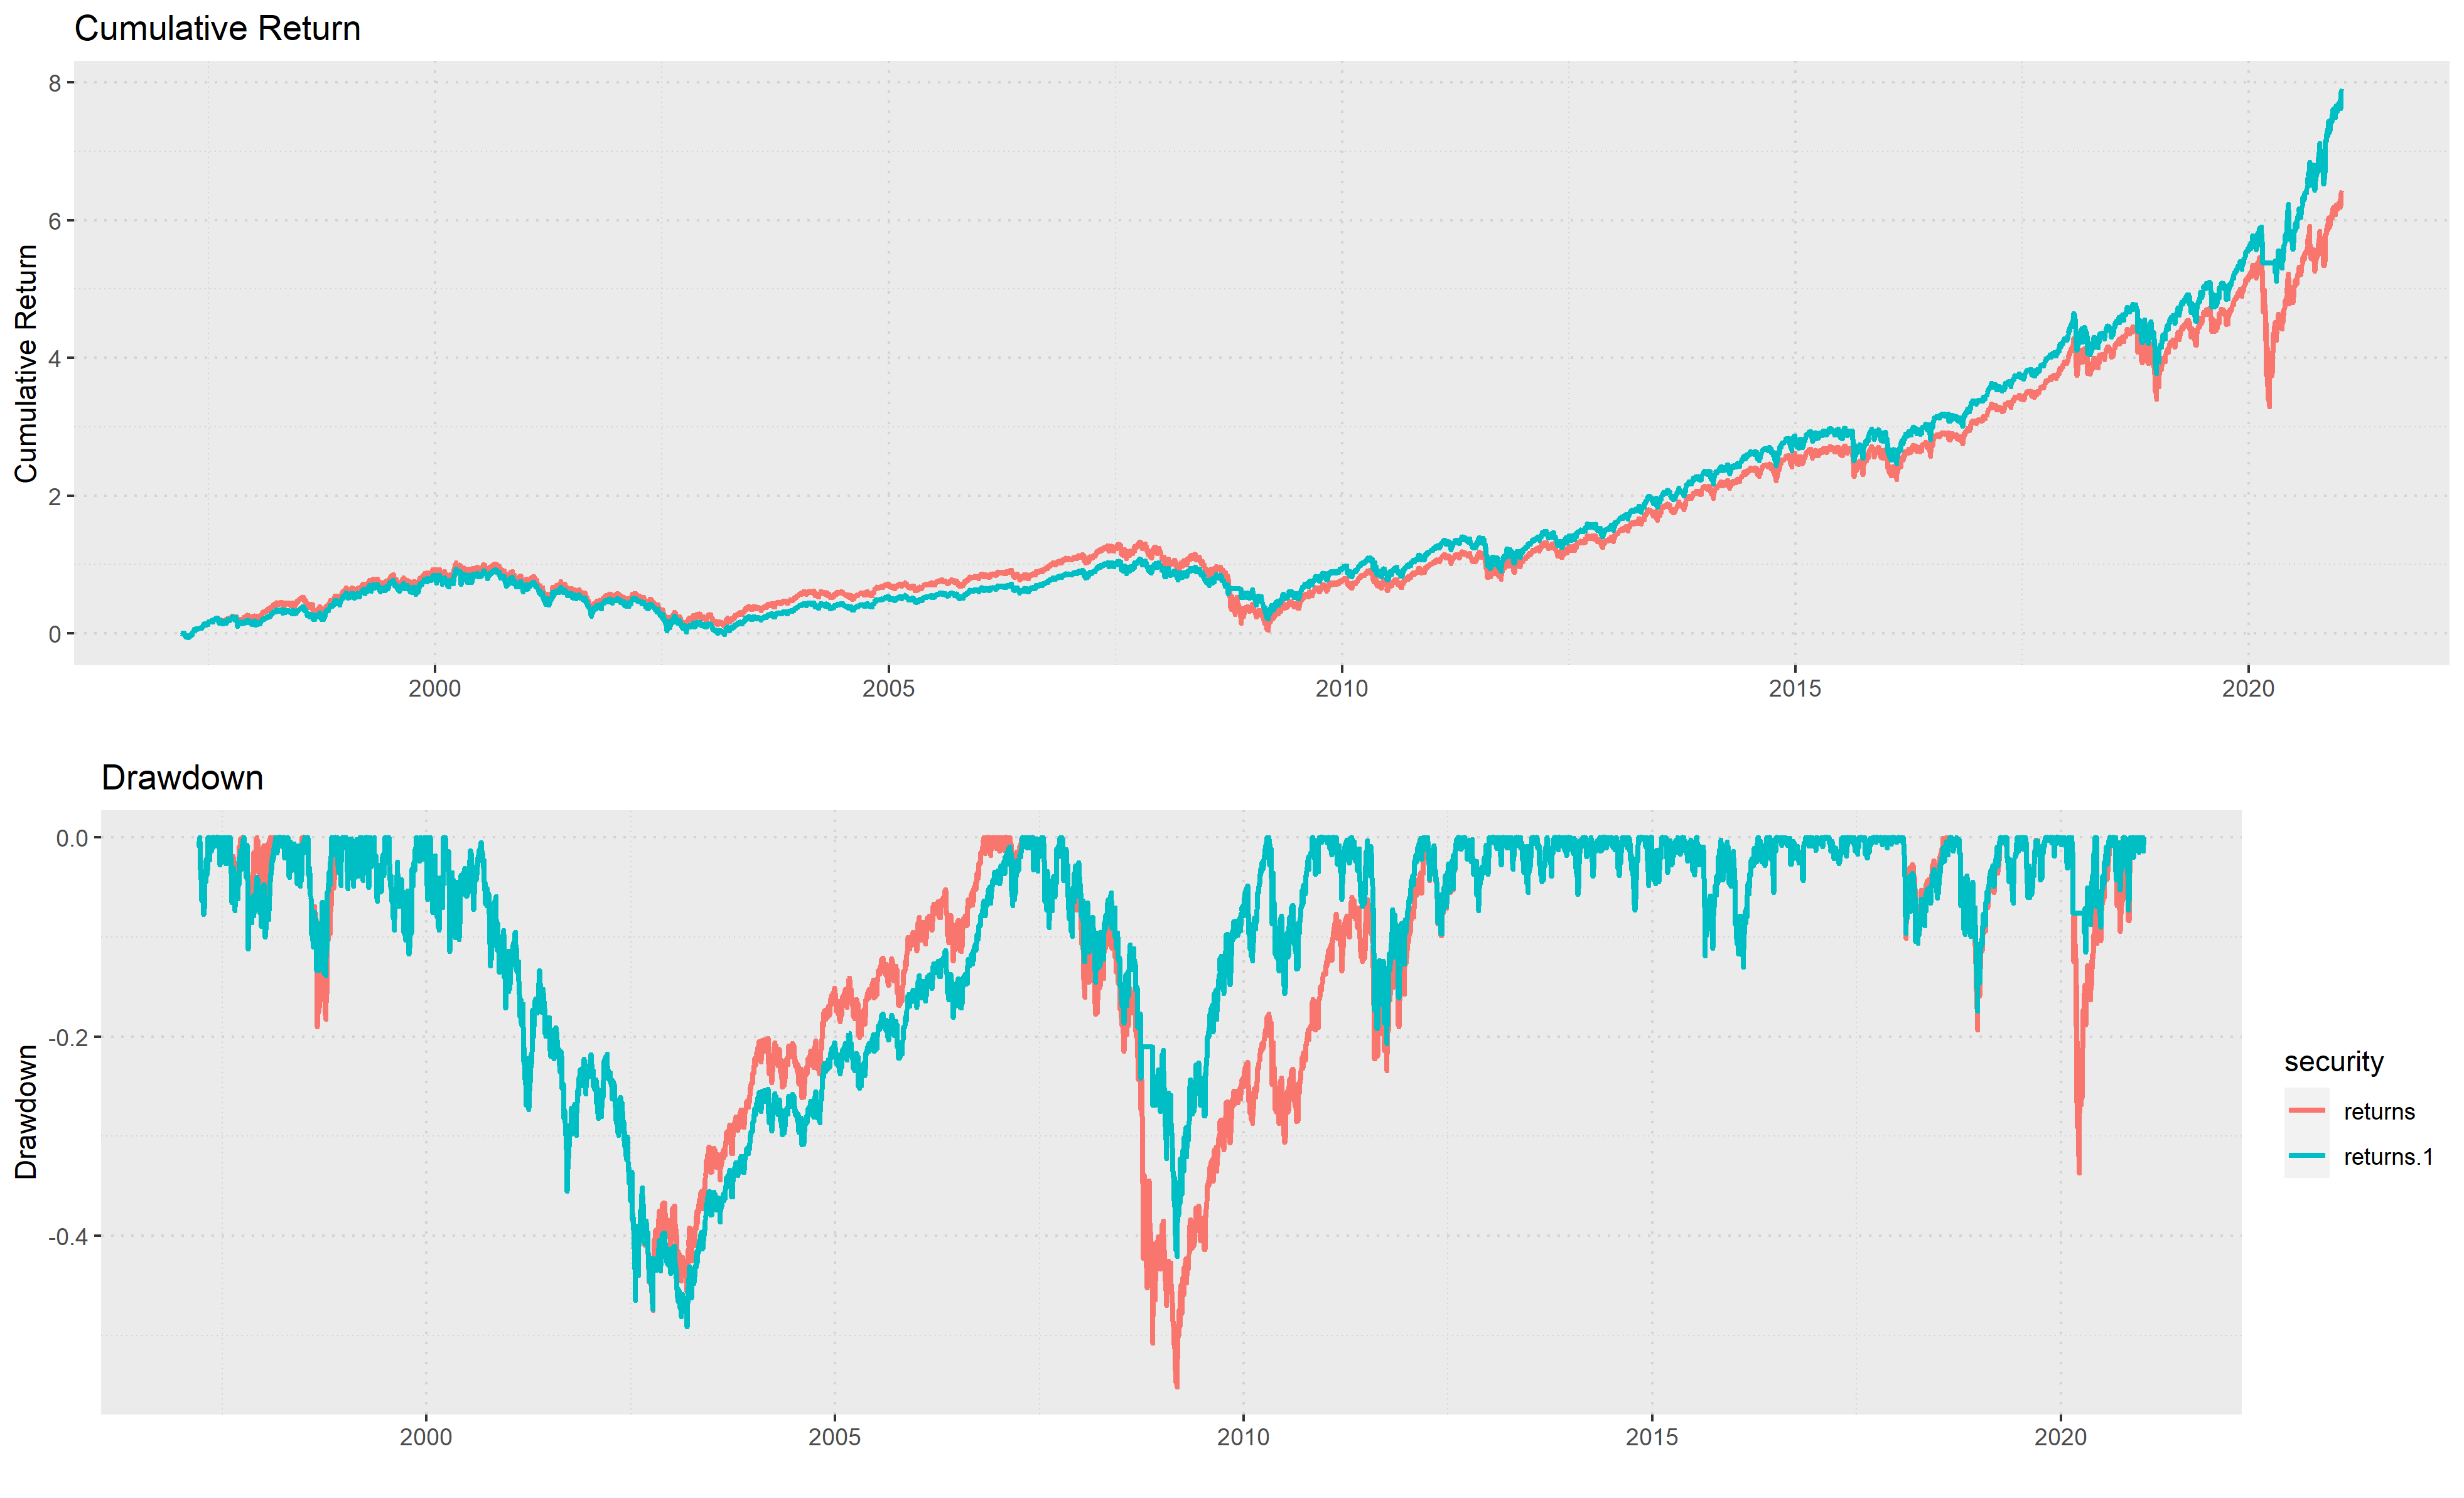 Cumulative Return
Cumulative Return
8
6
4
2
0
2000 2005 2010 2015 2020
Drawdown
Drawdown
0.0
-0.2
-0.4
2000 2005 2010 2015 2020
security
returns
returns.1